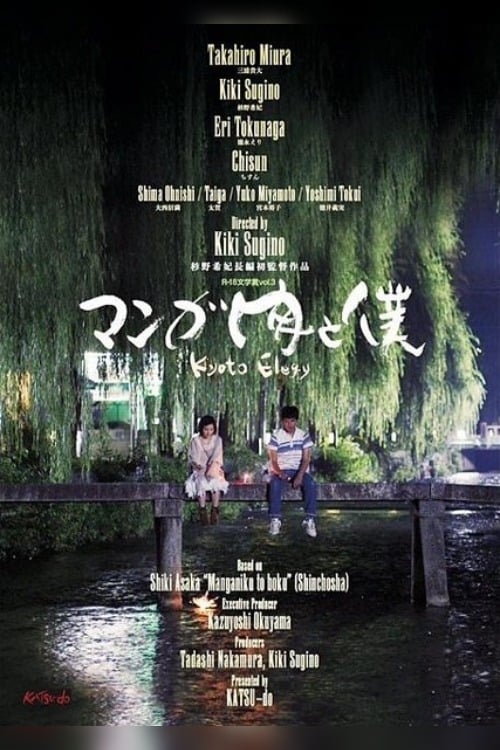 Takahiro Miura
三浦貴大
Kiki Sugino
杉野希妃
Eri Tokunaga
徳永えり
Chisun
ちすん
Shima Ohnishi / Taiga / Yuko Miyamoto / Yoshimi Tokui
大西信満 太賀 宮本裕子 徳井義実
Directed by
Kiki Sugino
杉野希妃長編初監督作品
R-18文学賞vol.3
マンガ肉と僕
Kyoto Elegy
Based on
Shiki Asaka "Manganiku to boku" (Shinchosha)
Executive Producer
Kazuyoshi Okuyama
Producers
Tadashi Nakamura, Kiki Sugino
Presented by
KATSU-do
KATSU-do